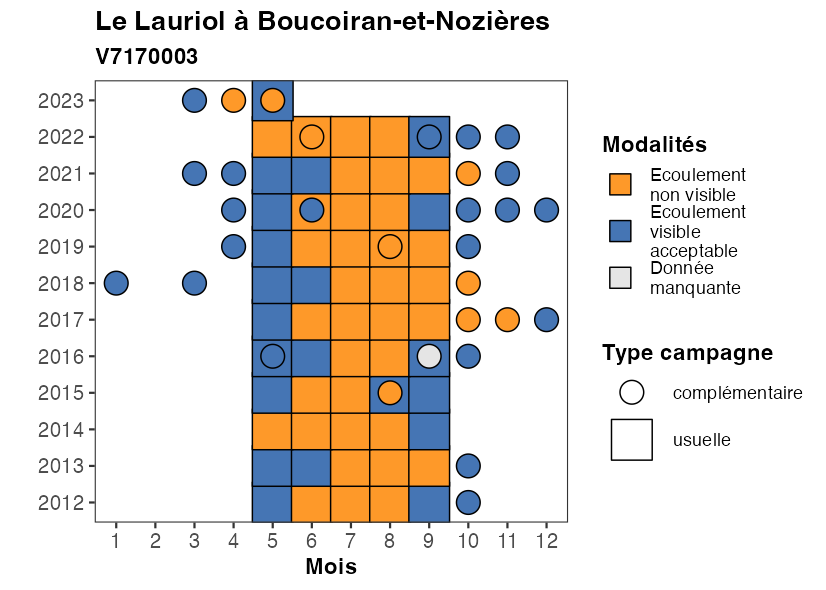 Le Lauriol à Boucoiran-et-Nozières
V7170003
2023
2022
2021
2020
2019
2018
2017
2016
2015
2014
2013
2012
1 2 3 4 5 6 7 8 9 10 11 12
Mois
Modalités
Ecoulement
non visible
Ecoulement
visible
acceptable
Donnée
manquante
Type campagne
complémentaire
usuelle